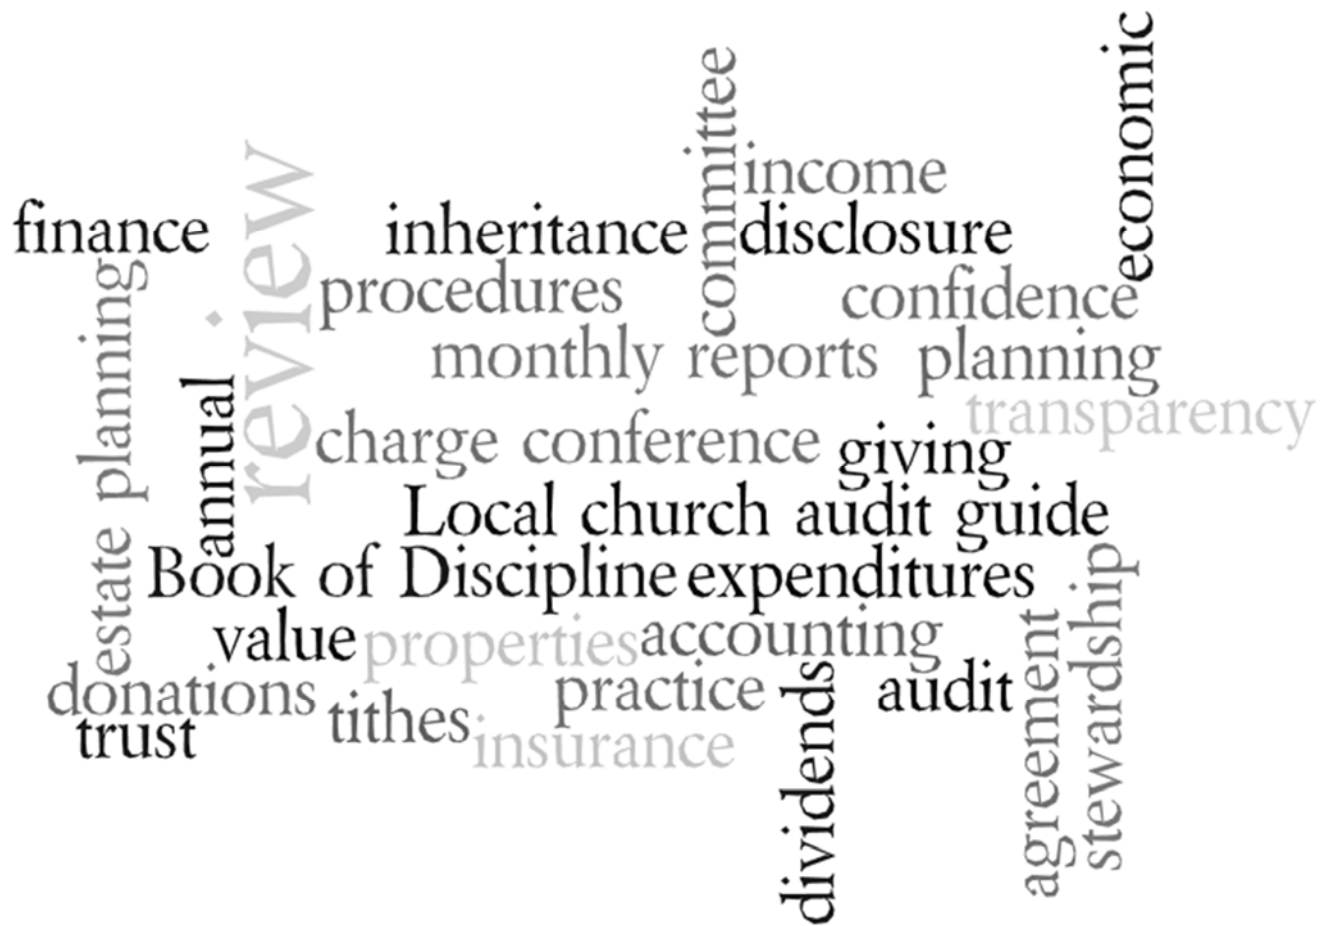 economic
committee
income
review
finance
inheritance
disclosure
procedures
confidence
estate planning
monthly reports
planning
annual
transparency
charge conference
giving
Local church audit guide
Book of Discipline
expenditures
stewardship
value
properties
accounting
agreement
donations
practice
audit
dividends
tithes
trust
insurance